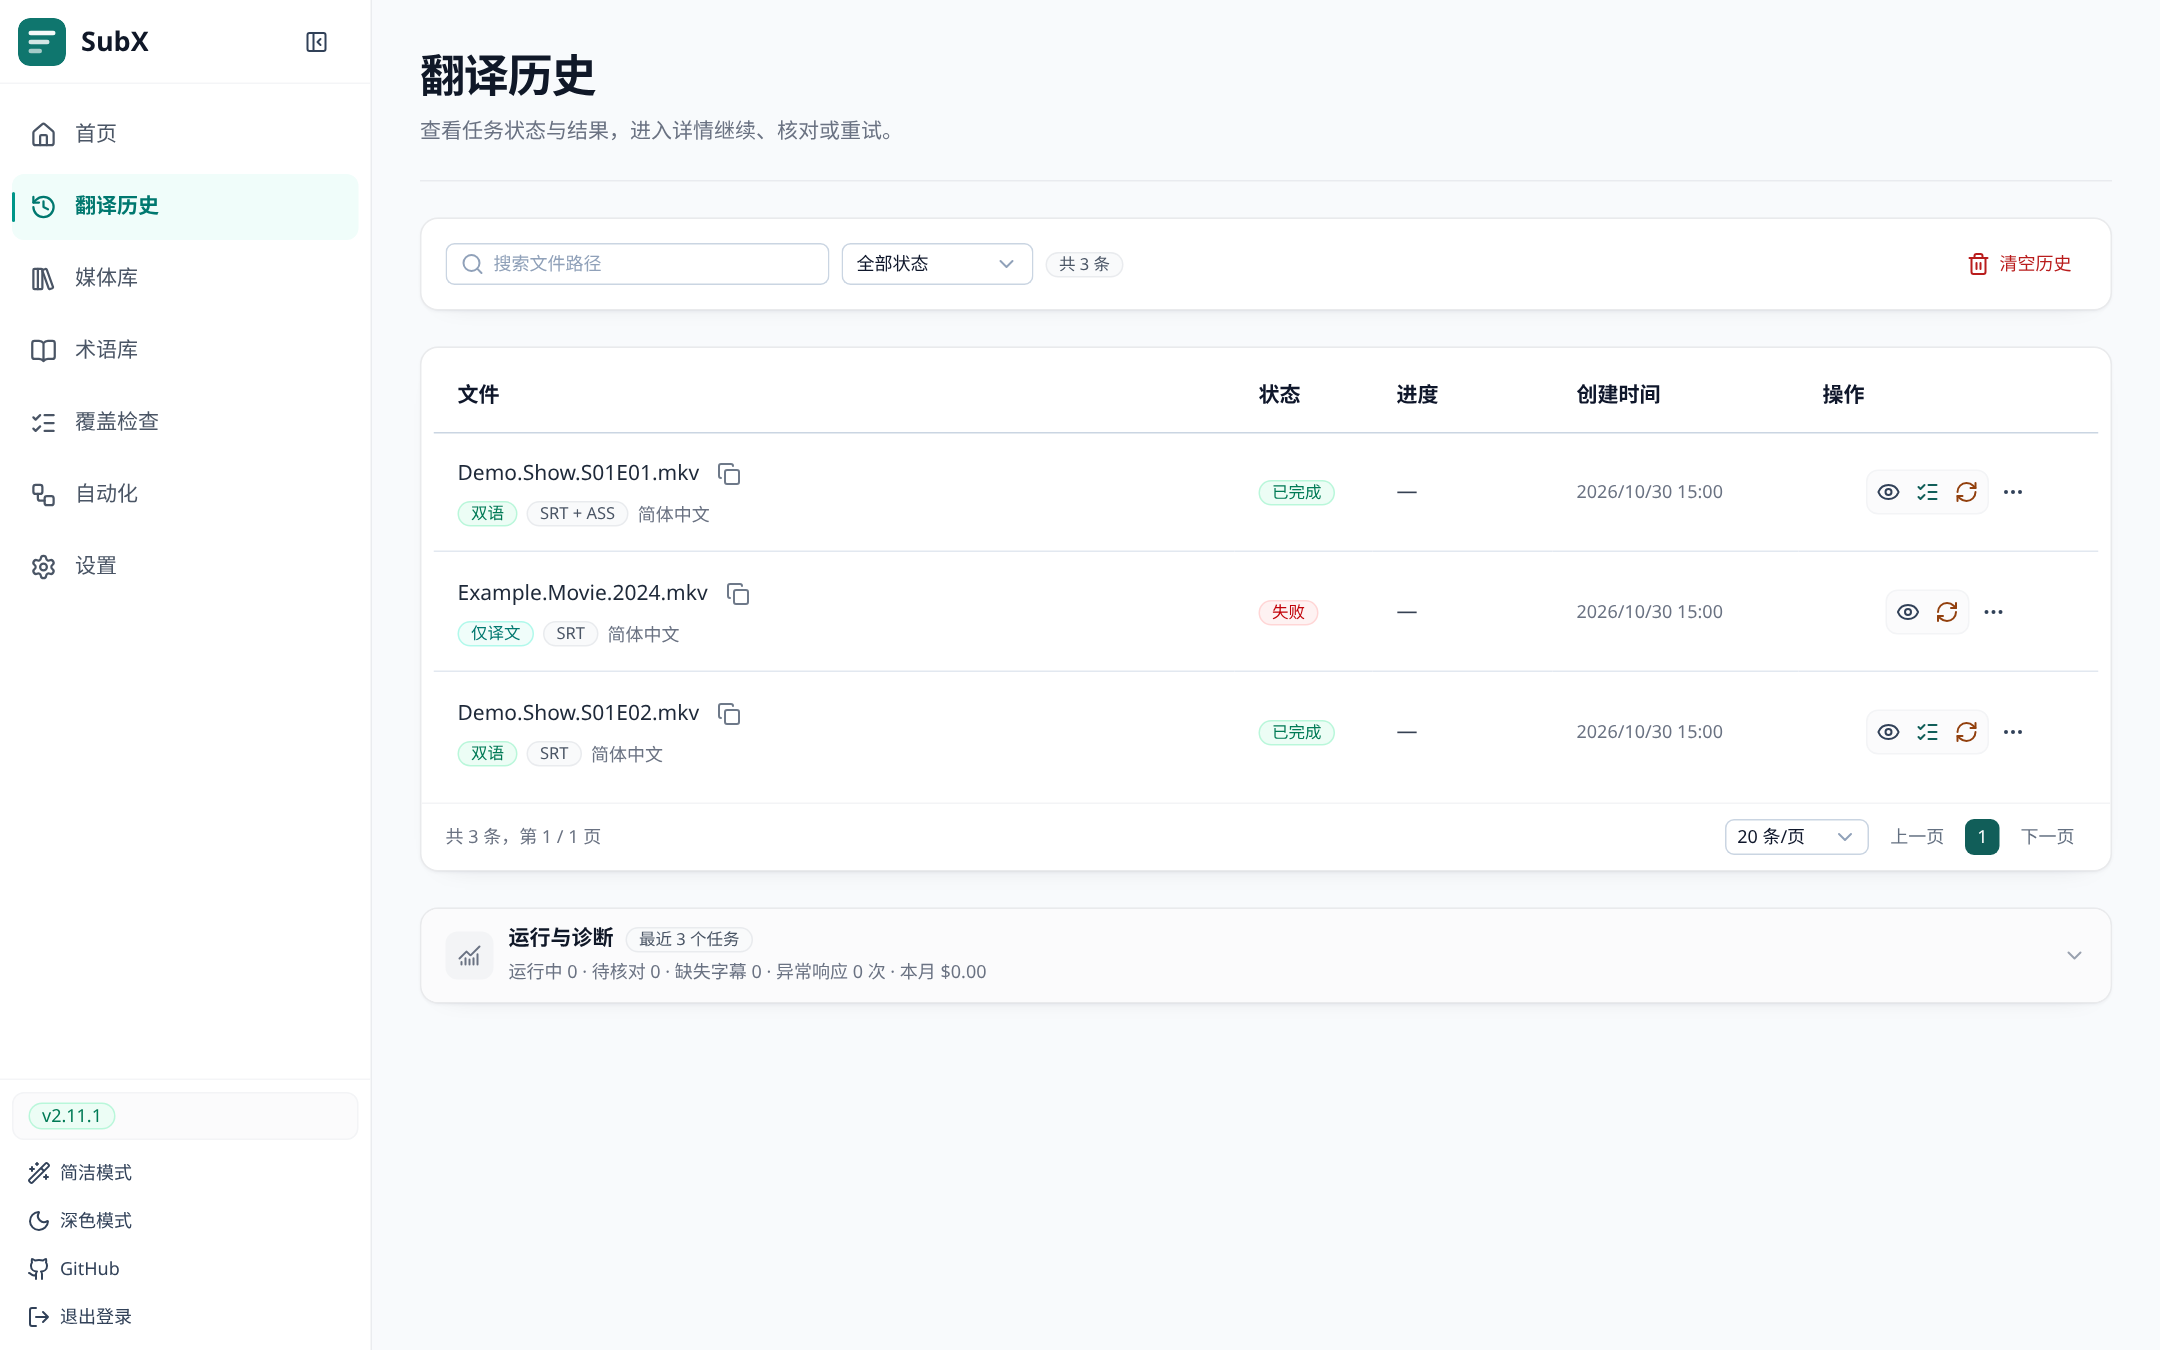 SubX
首页
翻译历史
媒体库
术语库
覆盖检查
自动化
设置
v2.11.1
简洁模式
深色模式
GitHub
退出登录
翻译历史
查看任务状态与结果，进入详情继续、核对或重试。
搜索文件路径 全部状态 共 3 条 清空历史
文件 状态 进度 创建时间 操作
Demo.Show.S01E01.mkv
双语 SRT + ASS 简体中文
已完成 — 2026/10/30 15:00
Example.Movie.2024.mkv
仅译文 SRT 简体中文
失败 — 2026/10/30 15:00
Demo.Show.S01E02.mkv
双语 SRT 简体中文
已完成 — 2026/10/30 15:00
共 3 条，第 1 / 1 页 20 条/页 上一页 1 下一页
运行与诊断 最近 3 个任务
运行中 0 · 待核对 0 · 缺失字幕 0 · 异常响应 0 次 · 本月 $0.00